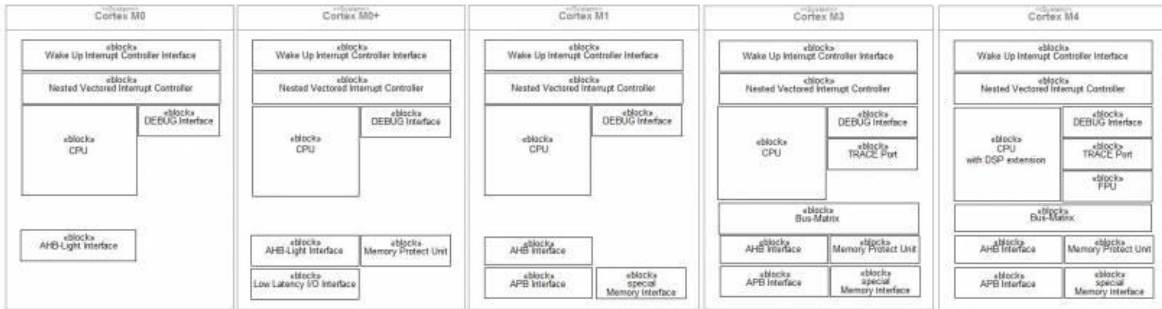 «System»
Cortex M0
«block»
Wake Up Interrupt Controller Interface
«block»
Nested Vectored Interrupt Controller
«block»
CPU
«block»
DEBUG Interface
«block»
AHB-Light Interface
«System»
Cortex M0+
«block»
Wake Up Interrupt Controller Interface
«block»
Nested Vectored Interrupt Controller
«block»
CPU
«block»
DEBUG Interface
«block»
AHB-Light Interface
«block»
Memory Protect Unit
«block»
Low Latency I/O Interface
«System»
Cortex M1
«block»
Wake Up Interrupt Controller Interface
«block»
Nested Vectored Interrupt Controller
«block»
CPU
«block»
DEBUG Interface
«block»
AHB Interface
«block»
APB Interface
«block»
special
Memory Interface
«System»
Cortex M3
«block»
Wake Up Interrupt Controller Interface
«block»
Nested Vectored Interrupt Controller
«block»
CPU
«block»
DEBUG Interface
«block»
TRACE Port
«block»
Bus-Matrix
«block»
AHB Interface
«block»
Memory Protect Unit
«block»
APB Interface
«block»
special
Memory Interface
«System»
Cortex M4
«block»
Wake Up Interrupt Controller Interface
«block»
Nested Vectored Interrupt Controller
«block»
CPU
with DSP extension
«block»
DEBUG Interface
«block»
TRACE Port
«block»
FPU
«block»
Bus-Matrix
«block»
AHB Interface
«block»
Memory Protect Unit
«block»
APB Interface
«block»
special
Memory Interface